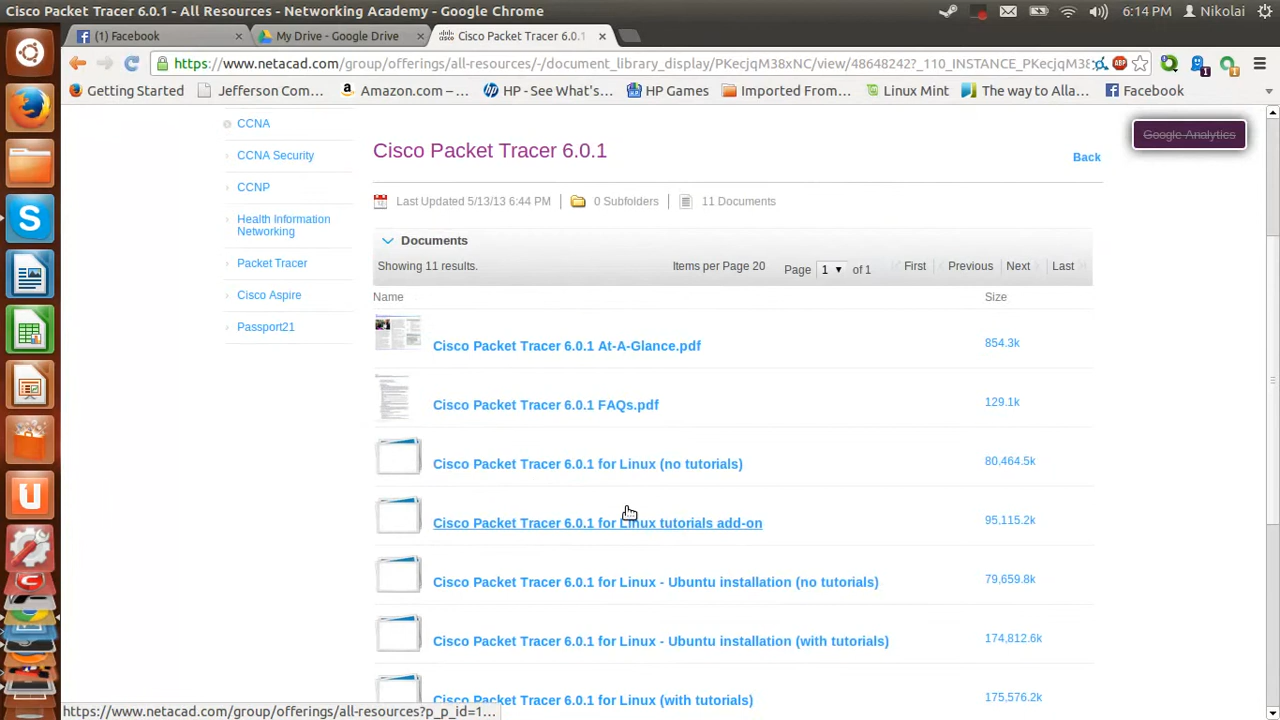 Cisco Packet Tracer 6.0.1 - All Resources - Networking Academy - Google Chrome
6:14 PM
Nikolai
(1) Facebook
My Drive - Google Drive
Cisco Packet Tracer 6.0.1
https://www.netacad.com/group/offerings/all-resources/-/document_library_display/PKecjqM38xNC/view/48648242?_110_INSTANCE_PKecjqM38xNC
ABP
1
1
Getting Started
Jefferson Com...
Amazon.com – ...
HP - See What's...
HP Games
Imported From...
Linux Mint
The way to Alla...
Facebook
CCNA
CCNA Security
CCNP
Health Information
Networking
Packet Tracer
Cisco Aspire
Passport21
Google Analytics
Cisco Packet Tracer 6.0.1
Back
Last Updated 5/13/13 6:44 PM
0 Subfolders
11 Documents
Documents
Showing 11 results.
Items per Page 20
Page 1 of 1
First
Previous
Next
Last
Name
Size
Cisco Packet Tracer 6.0.1 At-A-Glance.pdf
854.3k
Cisco Packet Tracer 6.0.1 FAQs.pdf
129.1k
Cisco Packet Tracer 6.0.1 for Linux (no tutorials)
80,464.5k
Cisco Packet Tracer 6.0.1 for Linux tutorials add-on
95,115.2k
Cisco Packet Tracer 6.0.1 for Linux - Ubuntu installation (no tutorials)
79,659.8k
Cisco Packet Tracer 6.0.1 for Linux - Ubuntu installation (with tutorials)
174,812.6k
Cisco Packet Tracer 6.0.1 for Linux (with tutorials)
175,576.2k
https://www.netacad.com/group/offerings/all-resources?p_p_id=1...